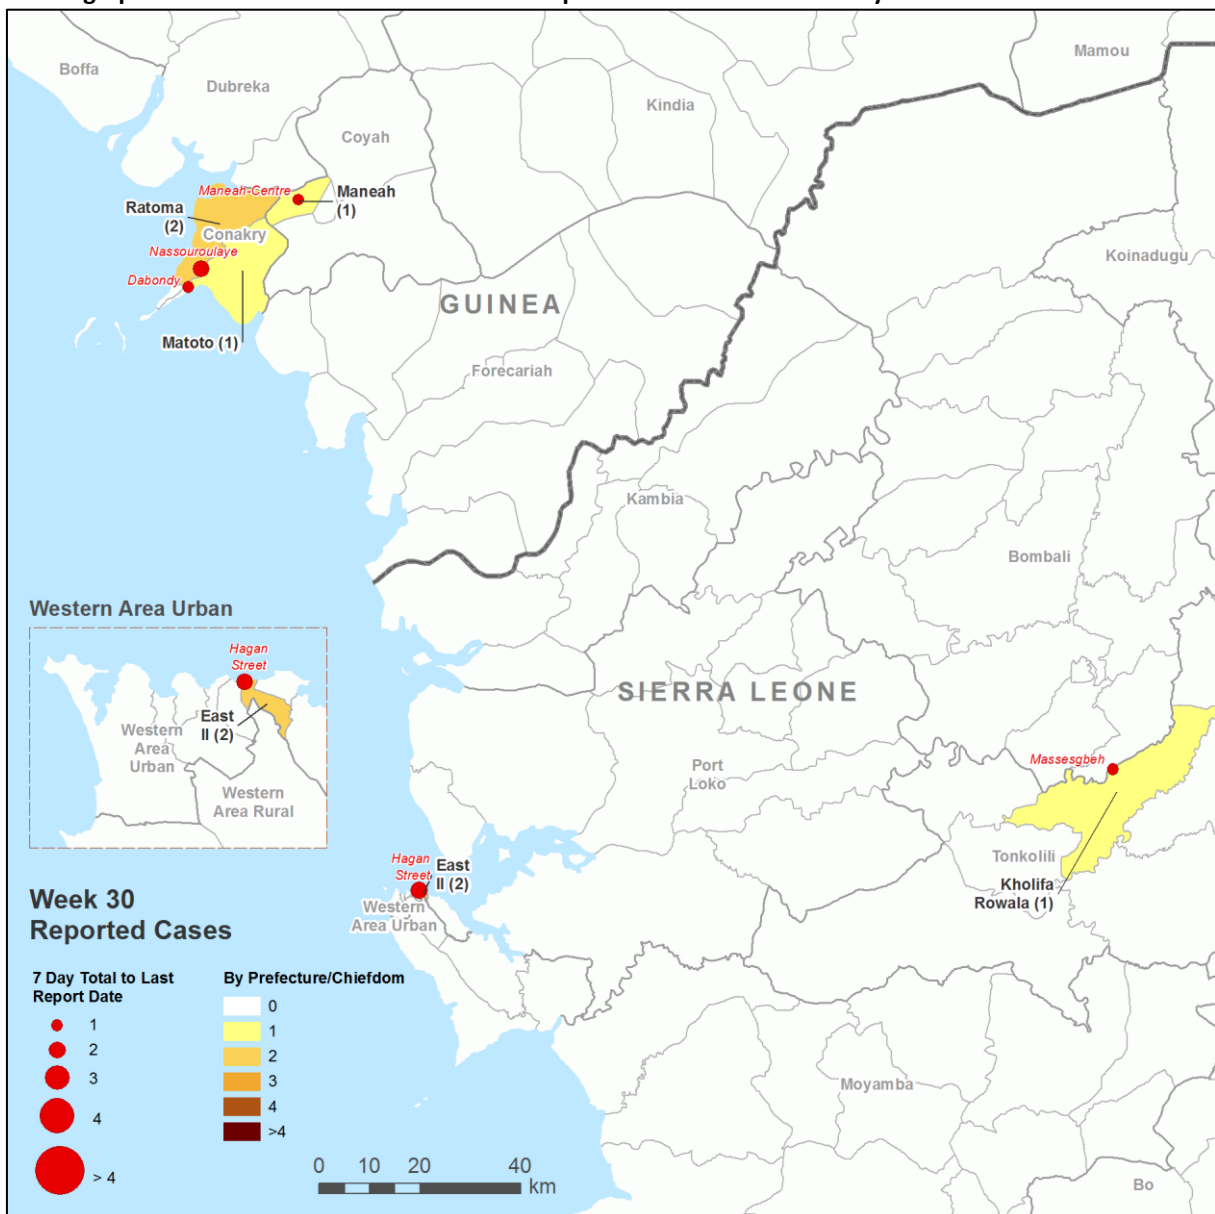 Boffa
Dubreka
Mamou
Kindia
Coyah
Maneah-Centre
Maneah
(1)
Ratoma
(2)
Conakry
Nassouroulaye
Dabondy
Matoto (1)
GUINEA
Koinadugu
Forecariah
Kambia
Bombali
Western Area Urban
Hagan
Street
East
II (2)
Western
Area
Urban
Western
Area Rural
SIERRA LEONE
Port
Loko
Massesgbeh
Tonkolili
Kholifa
Rowala (1)
Hagan
Street
East
II (2)
Western
Area Urban
Week 30
Reported Cases
7 Day Total to Last
Report Date
1
2
3
4
> 4
By Prefecture/Chiefdom
0
1
2
3
4
>4
0 10 20 40
km
Moyamba
Bo